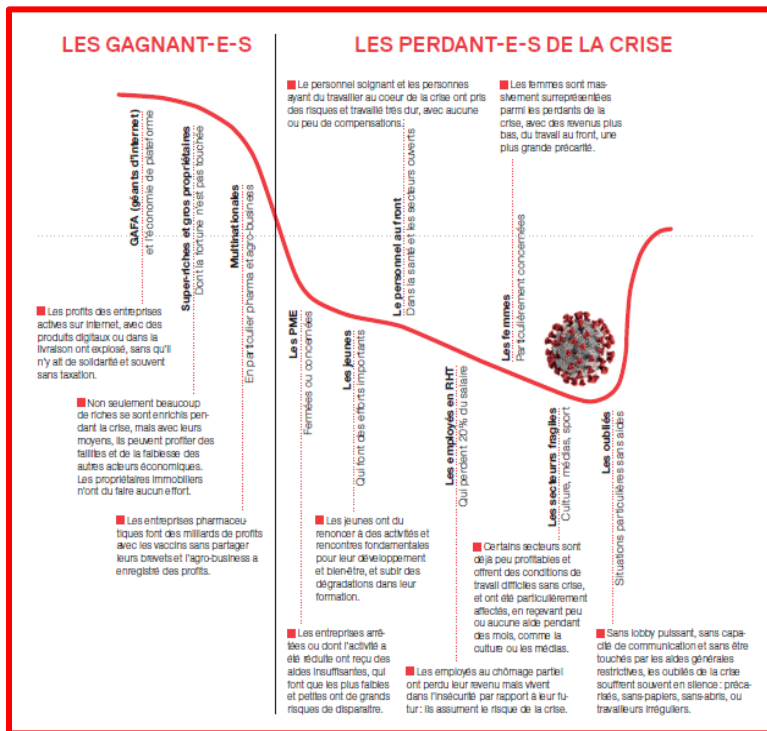 LES GAGNANT-E-S
LES PERDANT-E-S DE LA CRISE
Le personnel soignant et les personnes
ayant du travailler au coeur de la crise ont pris
des risques et travaillé très dur, avec aucune
ou peu de compensations.
Les femmes sont mas-
sivement surreprésentées
parmi les perdants de la
crise, avec des revenus plus
bas, du travail au front, une
plus grande précarité.
GAFA (géants d'internet)
et l'économie de plateforme
Super-riches et gros propriétaires
Dont la fortune n'est pas touchée
Multinationales
En particulier pharma et agro-business
Les profits des entreprises
actives sur Internet, avec des
produits digitaux ou dans la
livraison ont explosé, sans qu'il
n'y ait de solidarité et souvent
sans taxation.
Non seulement beaucoup
de riches se sont enrichis pen-
dant la crise, mais avec leurs
moyens, ils peuvent profiter des
faillites et de la faiblesse des
autres acteurs économiques.
Les propriétaires immobiliers
n'ont du faire aucun effort.
Les entreprises pharmaceu-
tiques font des milliards de profits
avec les vaccins sans partager
leurs brevets et l'agro-business a
enregistré des profits.
Les PME
Fermées ou concernées
Les jeunes
Qui font des efforts importants
Le personnel au front
Dans la santé et les secteurs ouverts
Les employés en RHT
Qui perdent 20% du salaire
Les femmes
Particulièrement concernées
Les secteurs fragiles
Culture, médias, sport
Les oubliés
Situations particulières sans aides
Les jeunes ont du
renoncer à des activités et
rencontres fondamentales
pour leur développement
et bien-être, et subir des
dégradations dans leur
formation.
Certains secteurs sont
déjà peu profitables et
offrent des conditions de
travail difficiles sans crise,
et ont été particulièrement
affectés, en reçevant peu
ou aucune aide pendant
des mois, comme la
culture ou les médias.
Les entreprises arrê-
tées ou dont l'activité a
été réduite ont reçu des
aides insuffisantes, qui
font que les plus faibles
et petites ont de grands
risques de disparaitre.
Les employés au chômage partiel
ont perdu leur revenu mais vivent
dans l'insécurité par rapport à leur fu-
tur : ils assument le risque de la crise.
Sans lobby puissant, sans capa-
cité de communication et sans être
touchés par les aides générales
restrictives, les oubliés de la crise
souffrent souvent en silence : préca-
risés, sans-papiers, sans-abris, ou
travailleurs irréguliers.